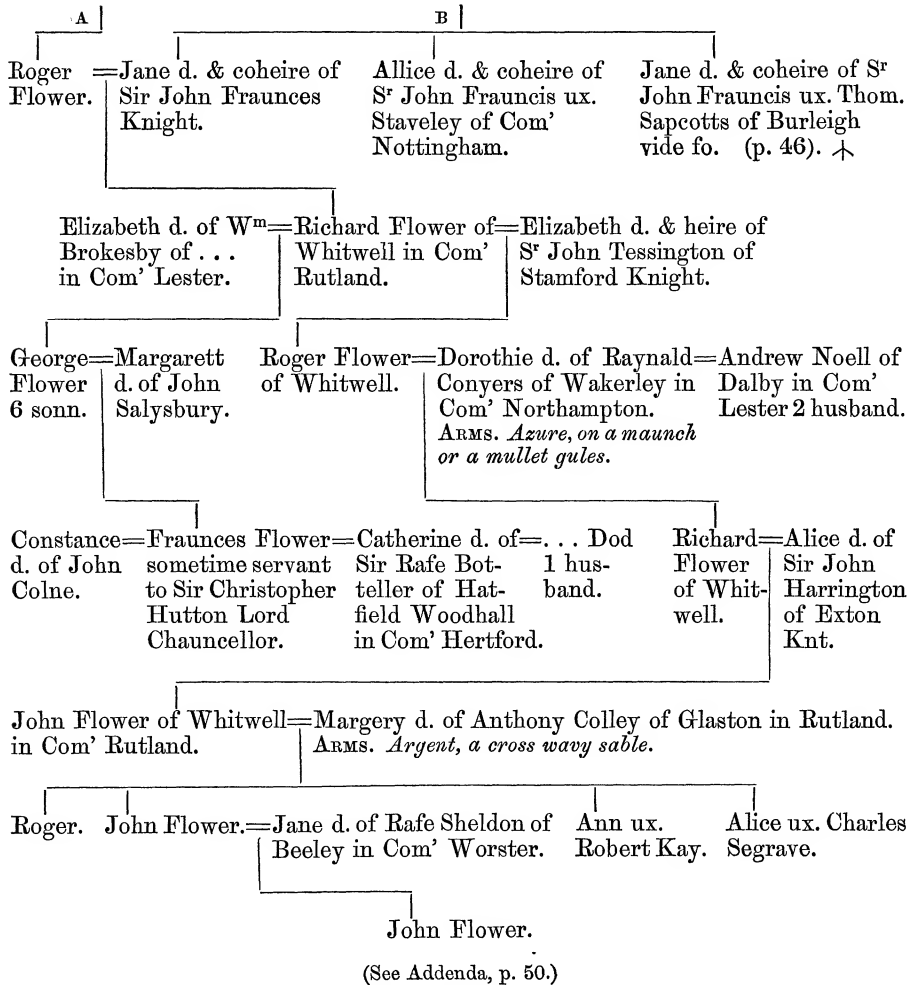 A B
Roger
Flower.
=Jane d. & coheire of
Sir John Fraunces
Knight.
Allice d. & coheire of
Sʳ John Frauncis ux.
Staveley of Com’
Nottingham.
Jane d. & coheire of Sʳ
John Frauncis ux. Thom.
Sapcotts of Burleigh
vide fo. (p. 46).
Elizabeth d. of Wᵐ=
Brokesby of . . .
in Com’ Lester.
Richard Flower of=
Whitwell in Com’
Rutland.
Elizabeth d. & heire of
Sʳ John Tessington of
Stamford Knight.
George=
Flower
6 sonn.
Margarett
d. of John
Salysbury.
Roger Flower=
of Whitwell.
Dorothie d. of Raynald=
Conyers of Wakerley in
Com’ Northampton.
ARMS. Azure, on a maunch
or a mullet gules.
Andrew Noell of
Dalby in Com’
Lester 2 husband.
Constance=
d. of John
Colne.
Fraunces Flower=
sometime servant
to Sir Christopher
Hutton Lord
Chauncellor.
Catherine d. of=
Sir Rafe Bot-
teller of Hat-
field Woodhall
in Com’ Hertford.
. . . Dod
1 hus-
band.
Richard=
Flower
of Whit-
well.
Alice d. of
Sir John
Harrington
of Exton
Knt.
John Flower of Whitwell=
in Com’ Rutland.
Margery d. of Anthony Colley of Glaston in Rutland.
ARMS. Argent, a cross wavy sable.
Roger.
John Flower.=
Jane d. of Rafe Sheldon of
Beeley in Com’ Worster.
Ann ux.
Robert Kay.
Alice ux. Charles
Segrave.
John Flower.
(See Addenda, p. 50.)